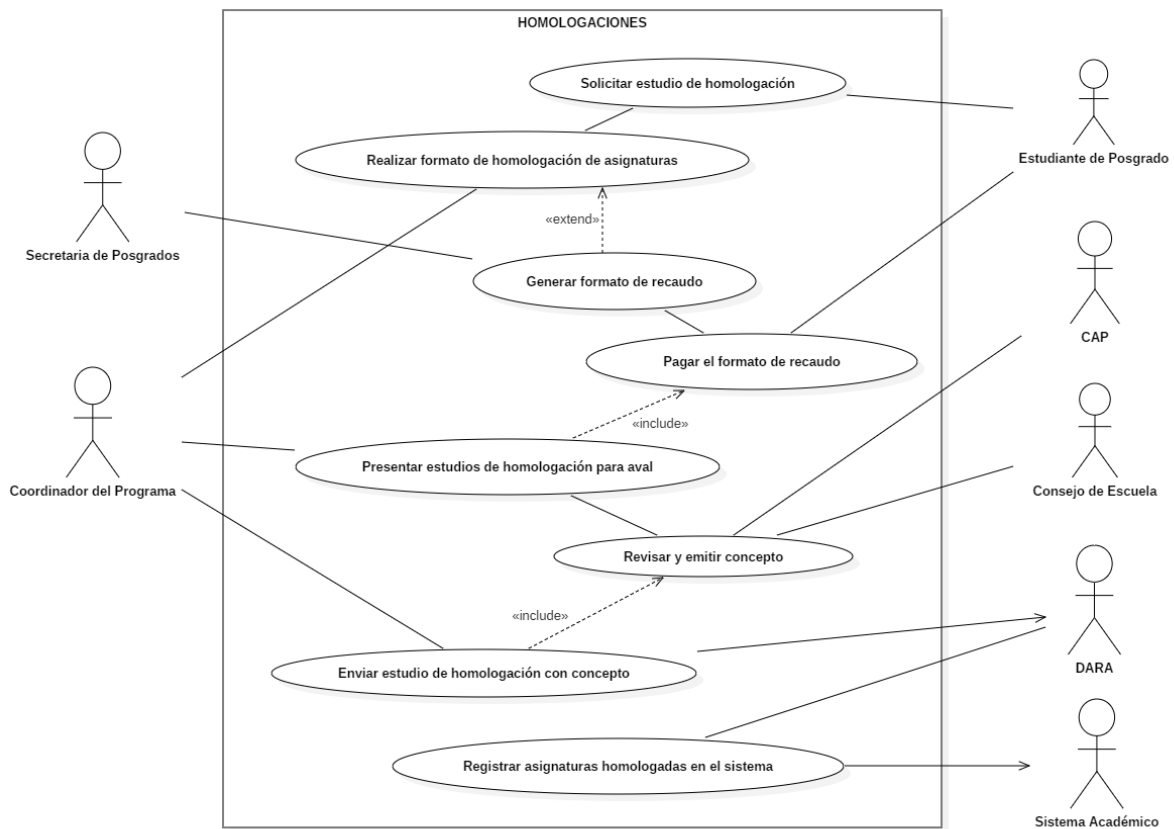 HOMOLOGACIONES
Solicitar estudio de homologación
Estudiante de Posgrado
Realizar formato de homologación de asignaturas
«extend»
Secretaria de Posgrados
Generar formato de recaudo
CAP
Pagar el formato de recaudo
«include»
Presentar estudios de homologación para aval
Coordinador del Programa
Consejo de Escuela
Revisar y emitir concepto
«include»
Enviar estudio de homologación con concepto
DARA
Registrar asignaturas homologadas en el sistema
Sistema Académico